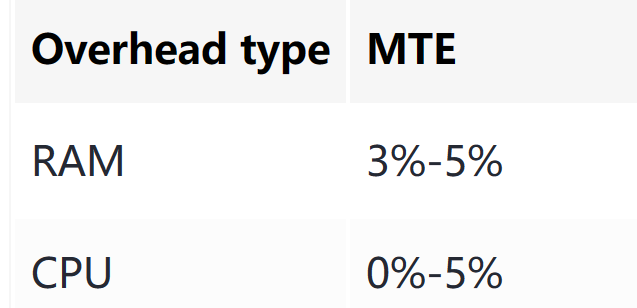 Overhead type MTE
RAM 3%-5%
CPU 0%-5%